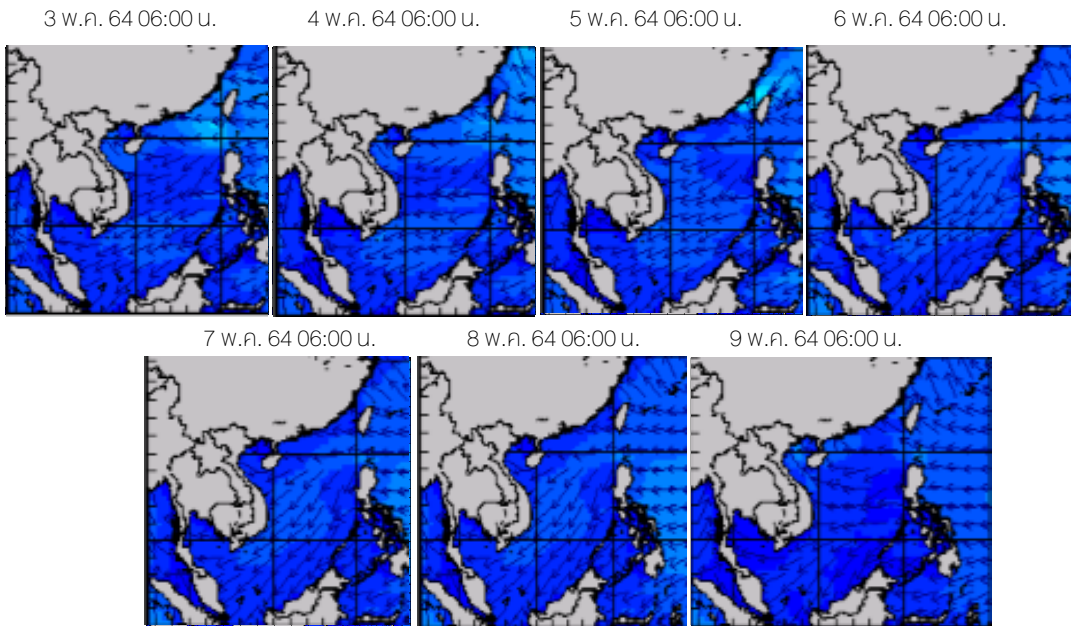 3 พ.ค. 64 06:00 น.
4 พ.ค. 64 06:00 น.
5 พ.ค. 64 06:00 น.
6 พ.ค. 64 06:00 น.
7 พ.ค. 64 06:00 น.
8 พ.ค. 64 06:00 น.
9 พ.ค. 64 06:00 น.